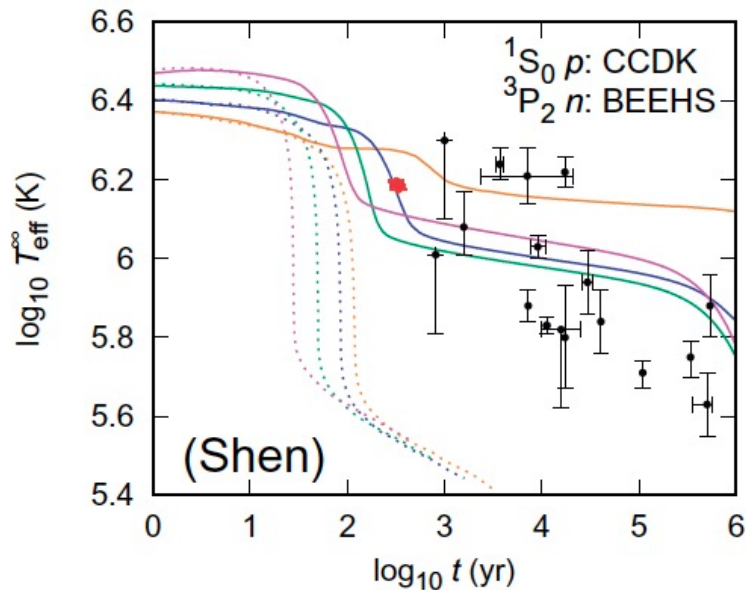 6.6
6.4
6.2
6
5.8
5.6
5.4
log₁₀ T∞eff (K)
¹S₀ p: CCDK
³P₂ n: BEEHS
(Shen)
0 1 2 3 4 5 6
log₁₀ t (yr)